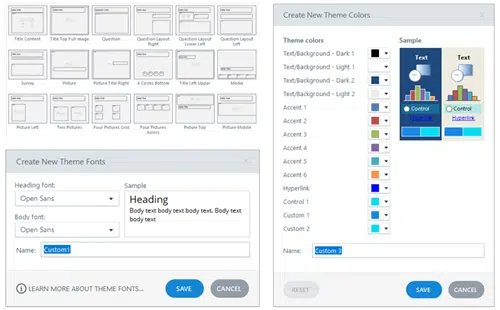 Title Content
Title Top Full Image
Question
Question Layout Right
Question Layout Lower Left
Question Layout Left
Survey
Picture
Picture Title Right
4 Circles Bottom
Title Left Upper
Media
Picture Left
Two Pictures
Four Pictures Grid
Four Pictures Across
Picture Top
Picture Middle
Create New Theme Fonts
Heading font:
Open Sans
Body font:
Open Sans
Sample
Heading
Body text body text body text. Body text
body text
Name:
Custom1
LEARN MORE ABOUT THEME FONTS...
SAVE
CANCEL
Create New Theme Colors
Theme colors
Text/Background - Dark 1
Text/Background - Light 1
Text/Background - Dark 2
Text/Background - Light 2
Accent 1
Accent 2
Accent 3
Accent 4
Accent 5
Accent 6
Hyperlink
Control 1
Custom 1
Custom 2
Sample
Text
Text
Control
Control
Hyperlink
Hyperlink
Name:
Custom 3
RESET
SAVE
CANCEL